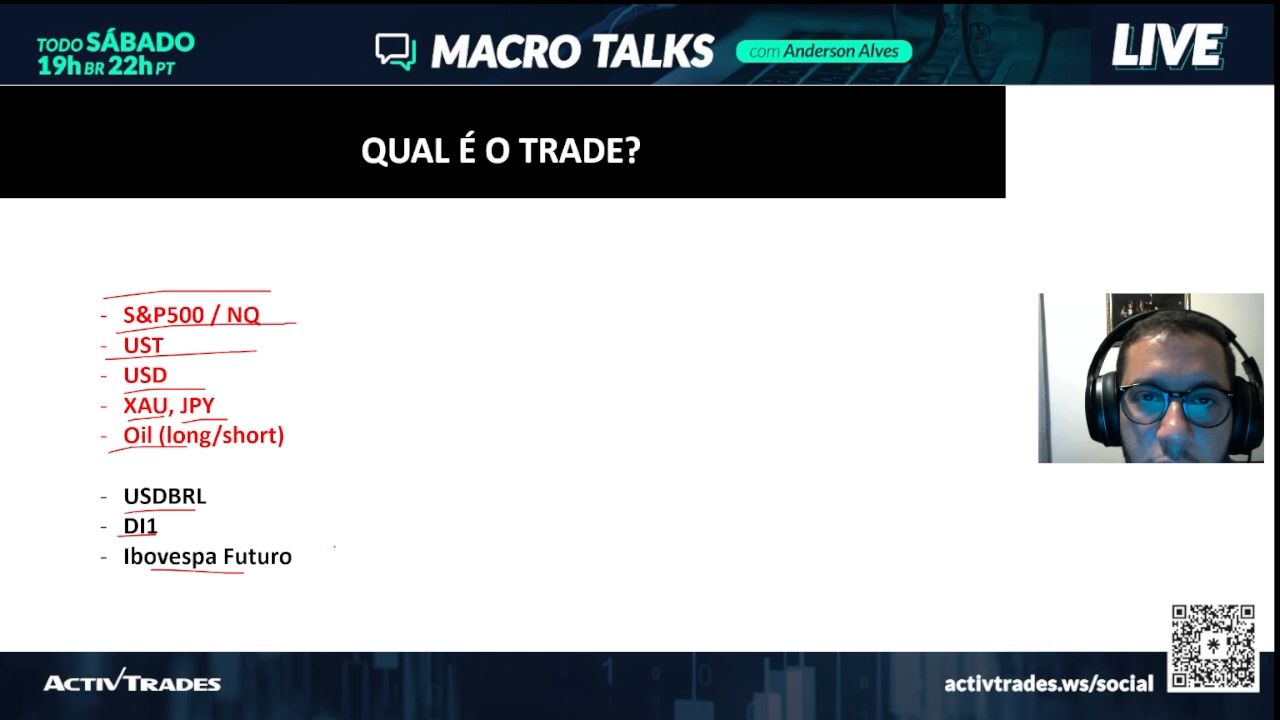 TODO SÁBADO
19h BR 22h PT
MACRO TALKS
com Anderson Alves
LIVE
QUAL É O TRADE?
- S&P500 / NQ
- UST
- USD
- XAU, JPY
- Oil (long/short)
- USDBRL
- DI1
- Ibovespa Futuro
ACTIVTRADES
activtrades.ws/social